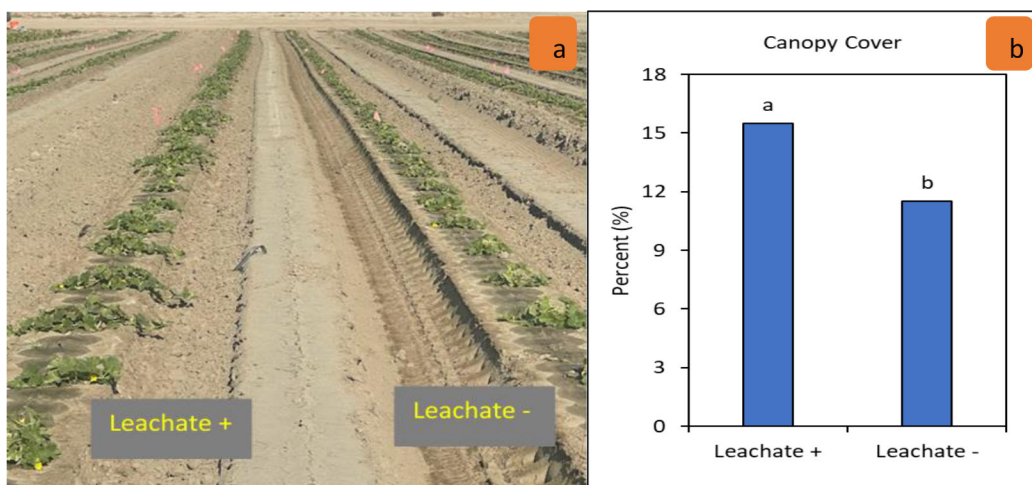 a
Leachate +
Leachate -
b
Canopy Cover
18
15
12
9
6
3
0
Percent (%)
a
b
Leachate +
Leachate -